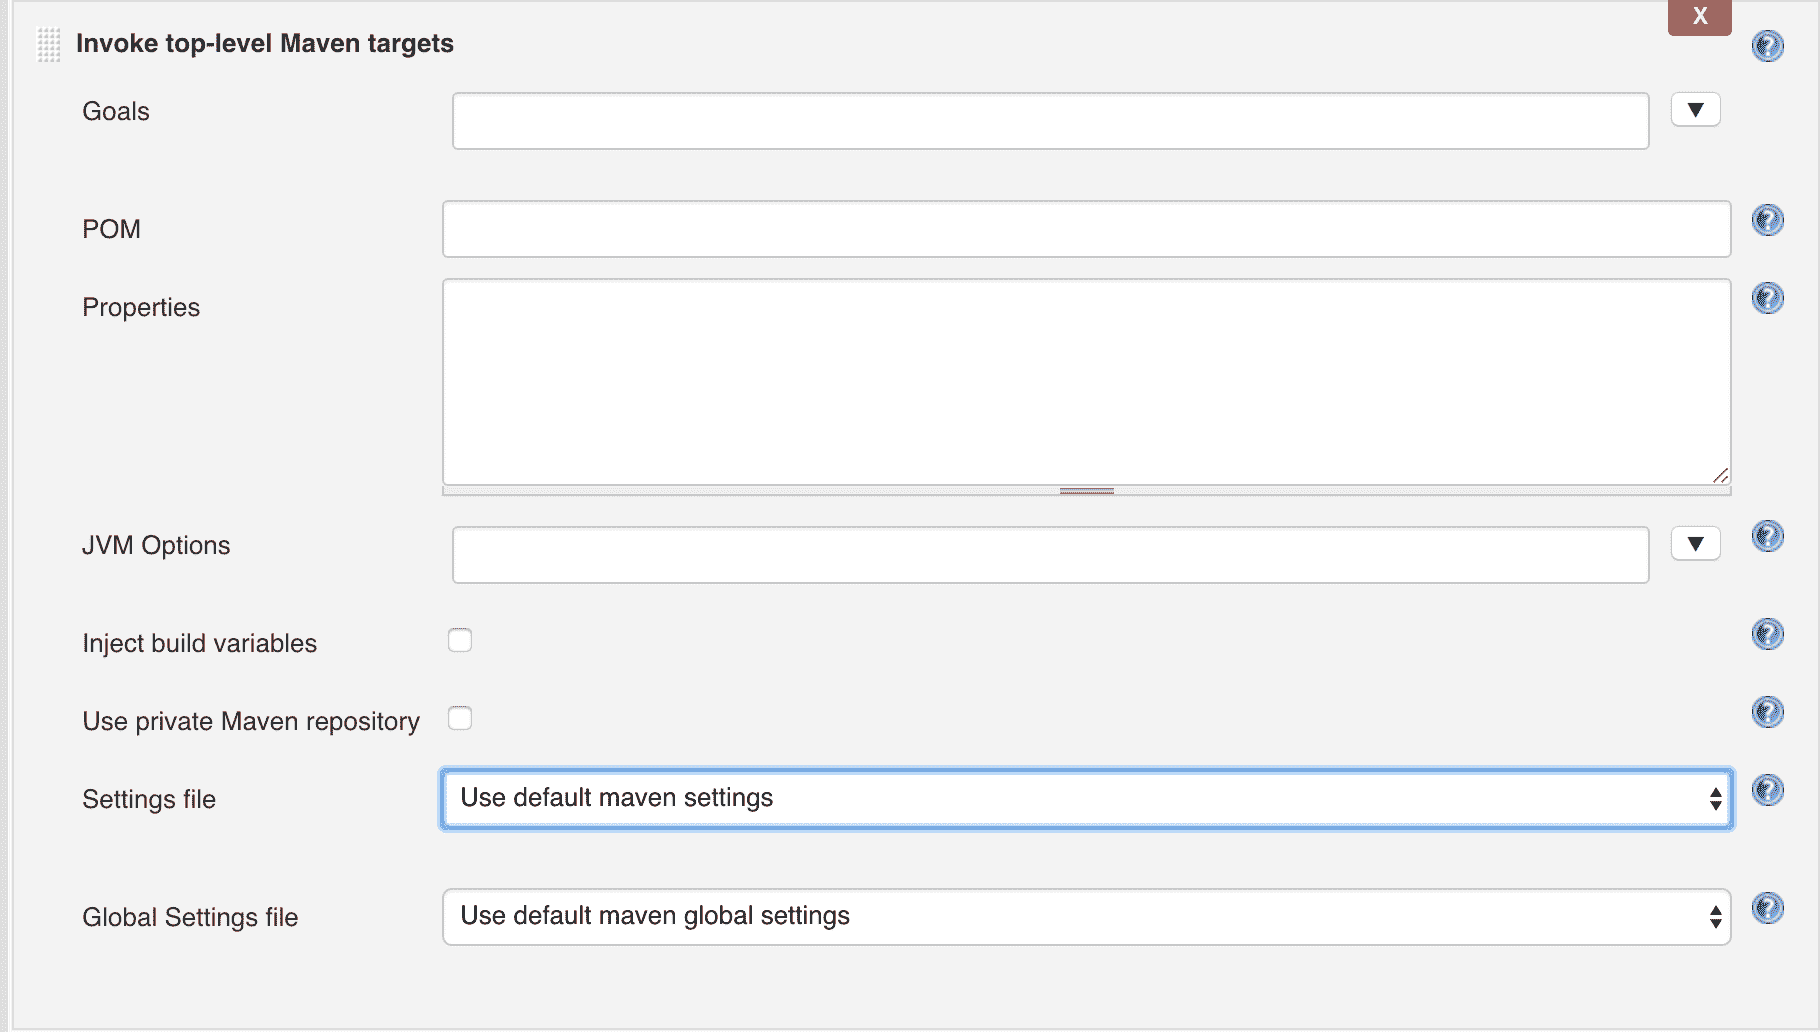 X
Invoke top-level Maven targets
Goals
POM
Properties
JVM Options
Inject build variables
Use private Maven repository
Settings file
Use default maven settings
Global Settings file
Use default maven global settings